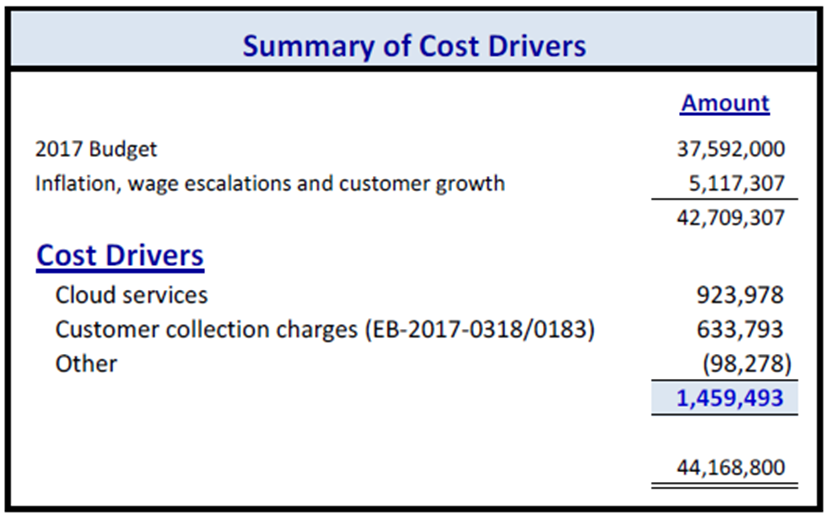 Summary of Cost Drivers
Amount
2017 Budget 37,592,000
Inflation, wage escalations and customer growth 5,117,307
42,709,307
Cost Drivers
Cloud services 923,978
Customer collection charges (EB-2017-0318/0183) 633,793
Other (98,278)
1,459,493
44,168,800